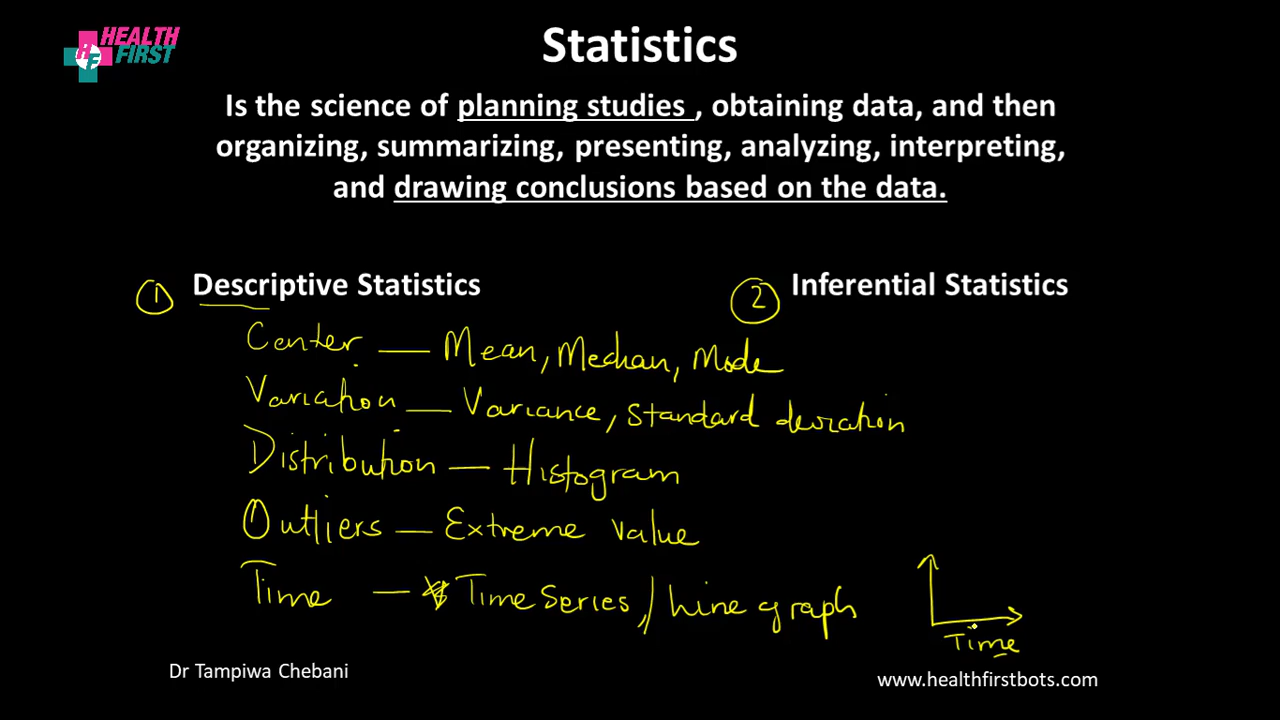 HEALTH
FIRST
HF
Statistics
Is the science of planning studies , obtaining data, and then
organizing, summarizing, presenting, analyzing, interpreting,
and drawing conclusions based on the data.
1 Descriptive Statistics
2 Inferential Statistics
Center — Mean, Median, Mode
Variation — Variance, Standard deviation
Distribution — Histogram
Outliers — Extreme value
Time — Time Series, / Line graph
Time
Dr Tampiwa Chebani
www.healthfirstbots.com